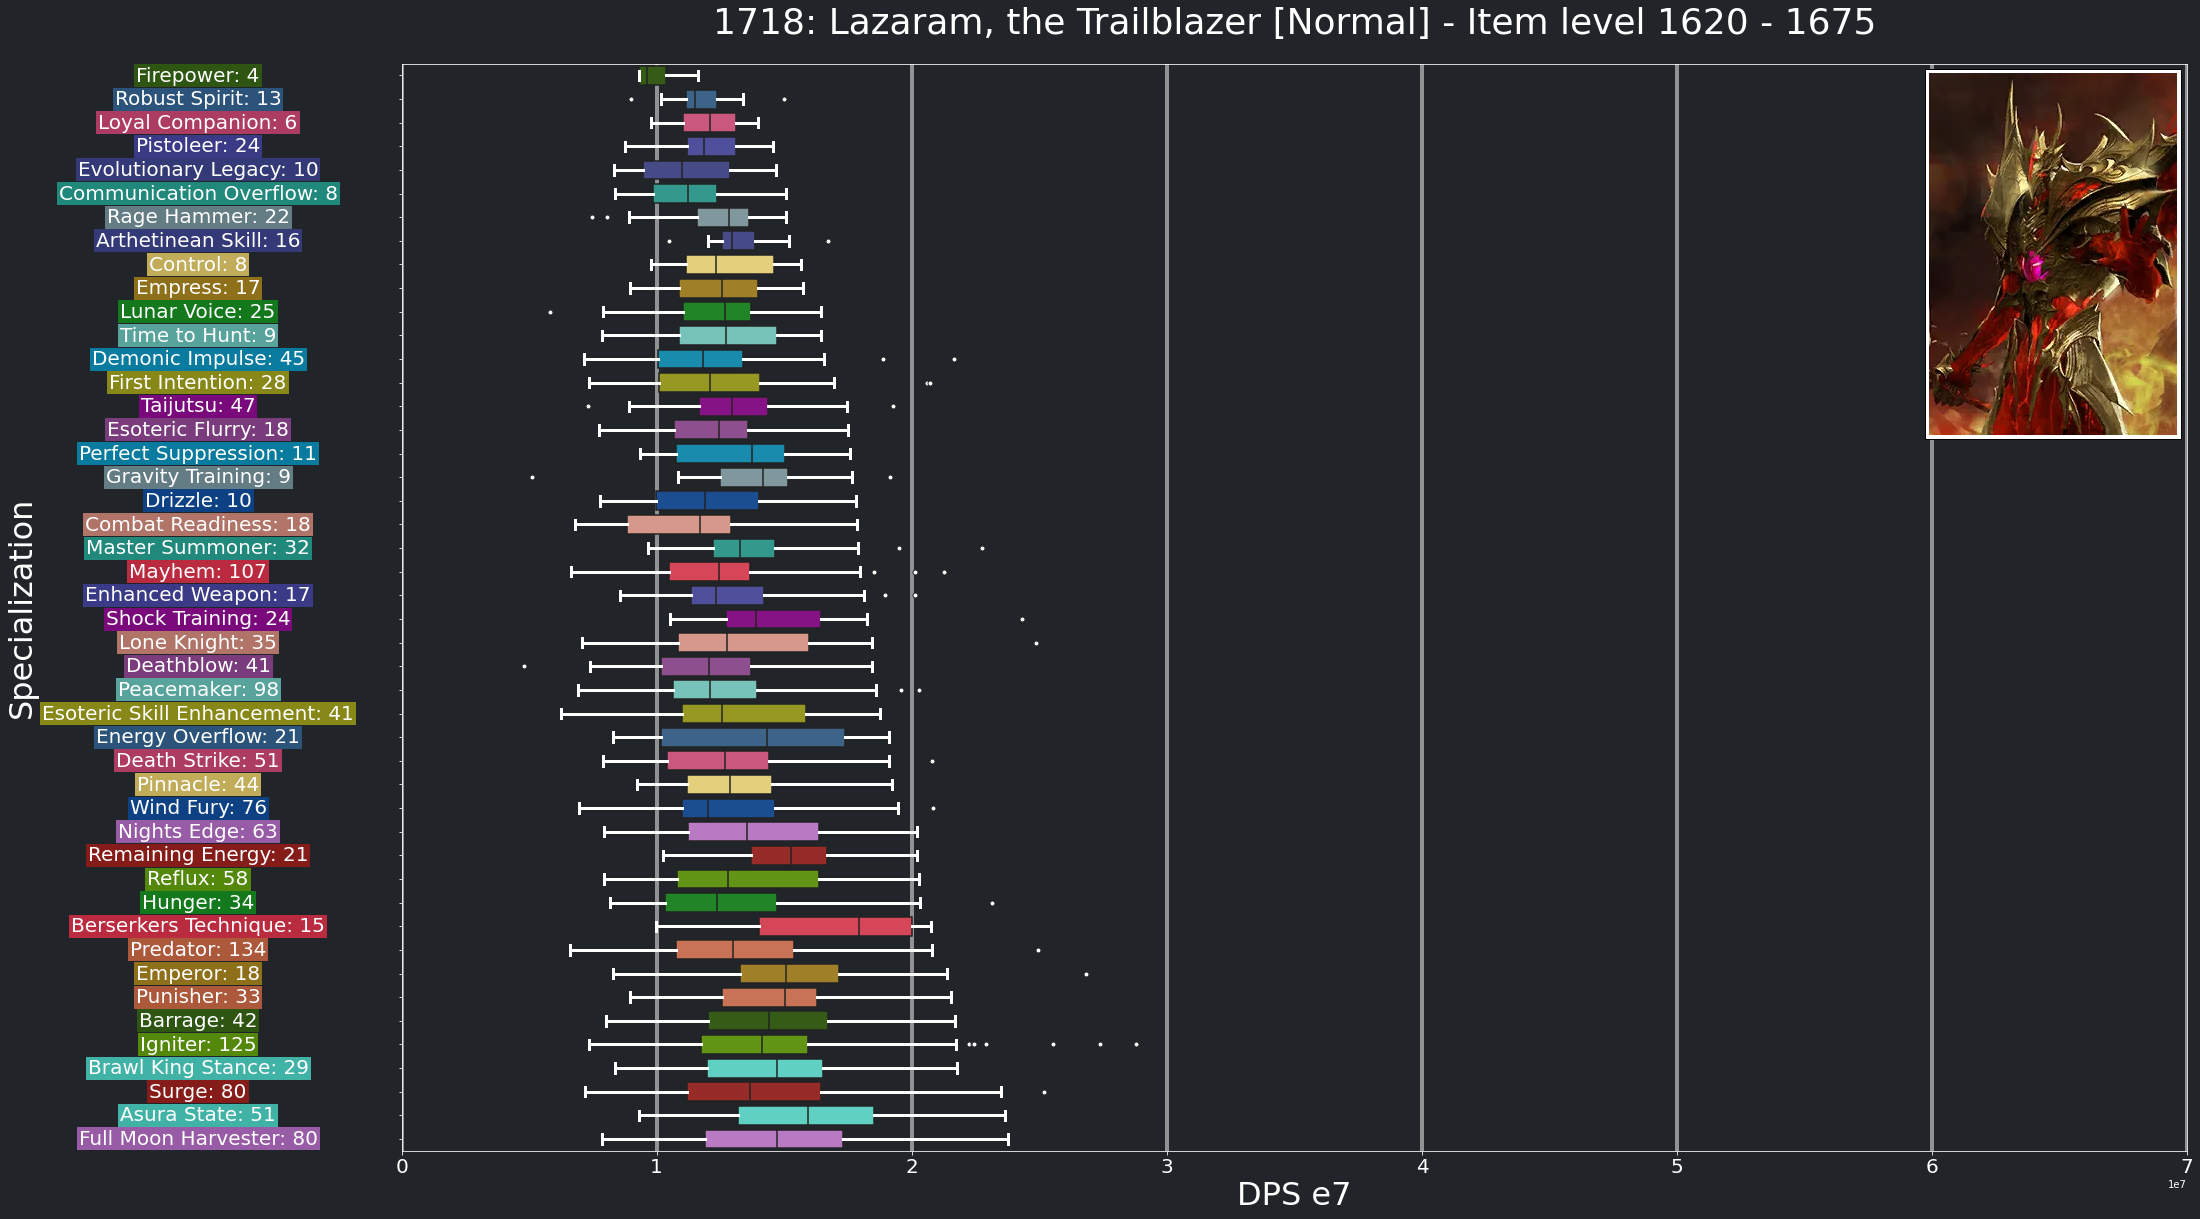 1718: Lazaram, the Trailblazer [Normal] - Item level 1620 - 1675
Firepower: 4
Robust Spirit: 13
Loyal Companion: 6
Pistoleer: 24
Evolutionary Legacy: 10
Communication Overflow: 8
Rage Hammer: 22
Arthetinean Skill: 16
Control: 8
Empress: 17
Lunar Voice: 25
Time to Hunt: 9
Demonic Impulse: 45
First Intention: 28
Taijutsu: 47
Esoteric Flurry: 18
Perfect Suppression: 11
Gravity Training: 9
Drizzle: 10
Combat Readiness: 18
Master Summoner: 32
Mayhem: 107
Enhanced Weapon: 17
Shock Training: 24
Lone Knight: 35
Deathblow: 41
Peacemaker: 98
Esoteric Skill Enhancement: 41
Energy Overflow: 21
Death Strike: 51
Pinnacle: 44
Wind Fury: 76
Nights Edge: 63
Remaining Energy: 21
Reflux: 58
Hunger: 34
Berserkers Technique: 15
Predator: 134
Emperor: 18
Punisher: 33
Barrage: 42
Igniter: 125
Brawl King Stance: 29
Surge: 80
Asura State: 51
Full Moon Harvester: 80
Specialization
0 1 2 3 4 5 6 7
1e7
DPS e7